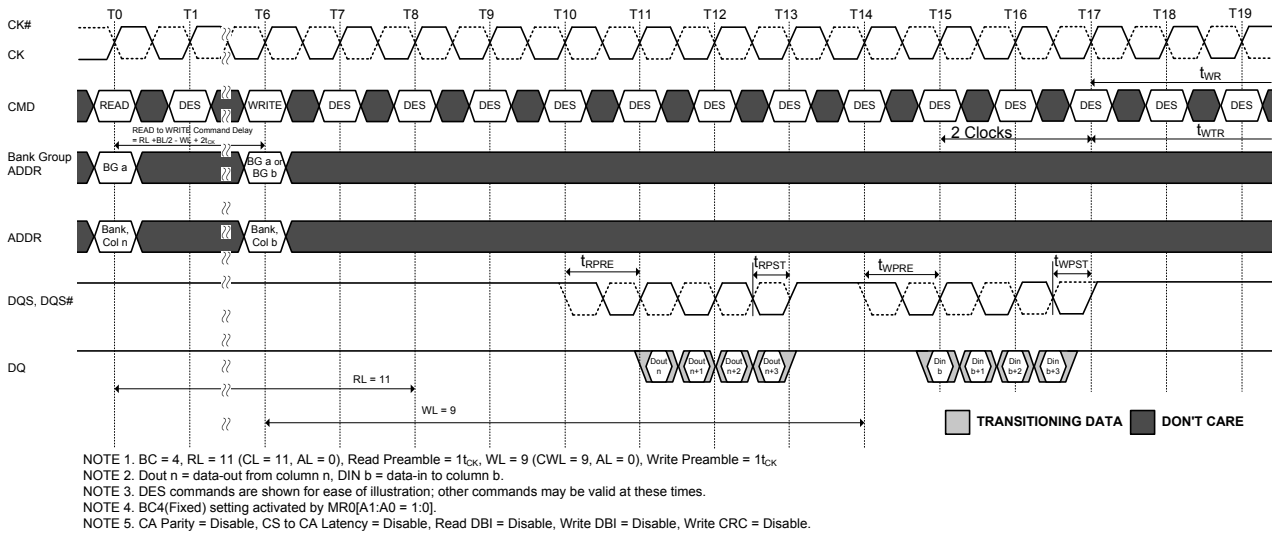 T0 T1 T6 T7 T8 T9 T10 T11 T12 T13 T14 T15 T16 T17 T18 T19
CK#
CK
tWR
CMD READ DES WRITE DES DES DES DES DES DES DES DES DES DES DES DES DES
READ to WRITE Command Delay
= RL +BL/2 - WL + 2tCK
2 Clocks
tWTR
Bank Group
ADDR
BG a
BG a or
BG b
ADDR
Bank,
Col n
Bank,
Col b
tRPRE tRPST tWPRE tWPST
DQS, DQS#
DQ
Dout
n
Dout
n+1
Dout
n+2
Dout
n+3
Din
b
Din
b+1
Din
b+2
Din
b+3
RL = 11
WL = 9
TRANSITIONING DATA DON'T CARE
NOTE 1. BC = 4, RL = 11 (CL = 11, AL = 0), Read Preamble = 1tCK, WL = 9 (CWL = 9, AL = 0), Write Preamble = 1tCK
NOTE 2. Dout n = data-out from column n, DIN b = data-in to column b.
NOTE 3. DES commands are shown for ease of illustration; other commands may be valid at these times.
NOTE 4. BC4(Fixed) setting activated by MR0[A1:A0 = 1:0].
NOTE 5. CA Parity = Disable, CS to CA Latency = Disable, Read DBI = Disable, Write DBI = Disable, Write CRC = Disable.